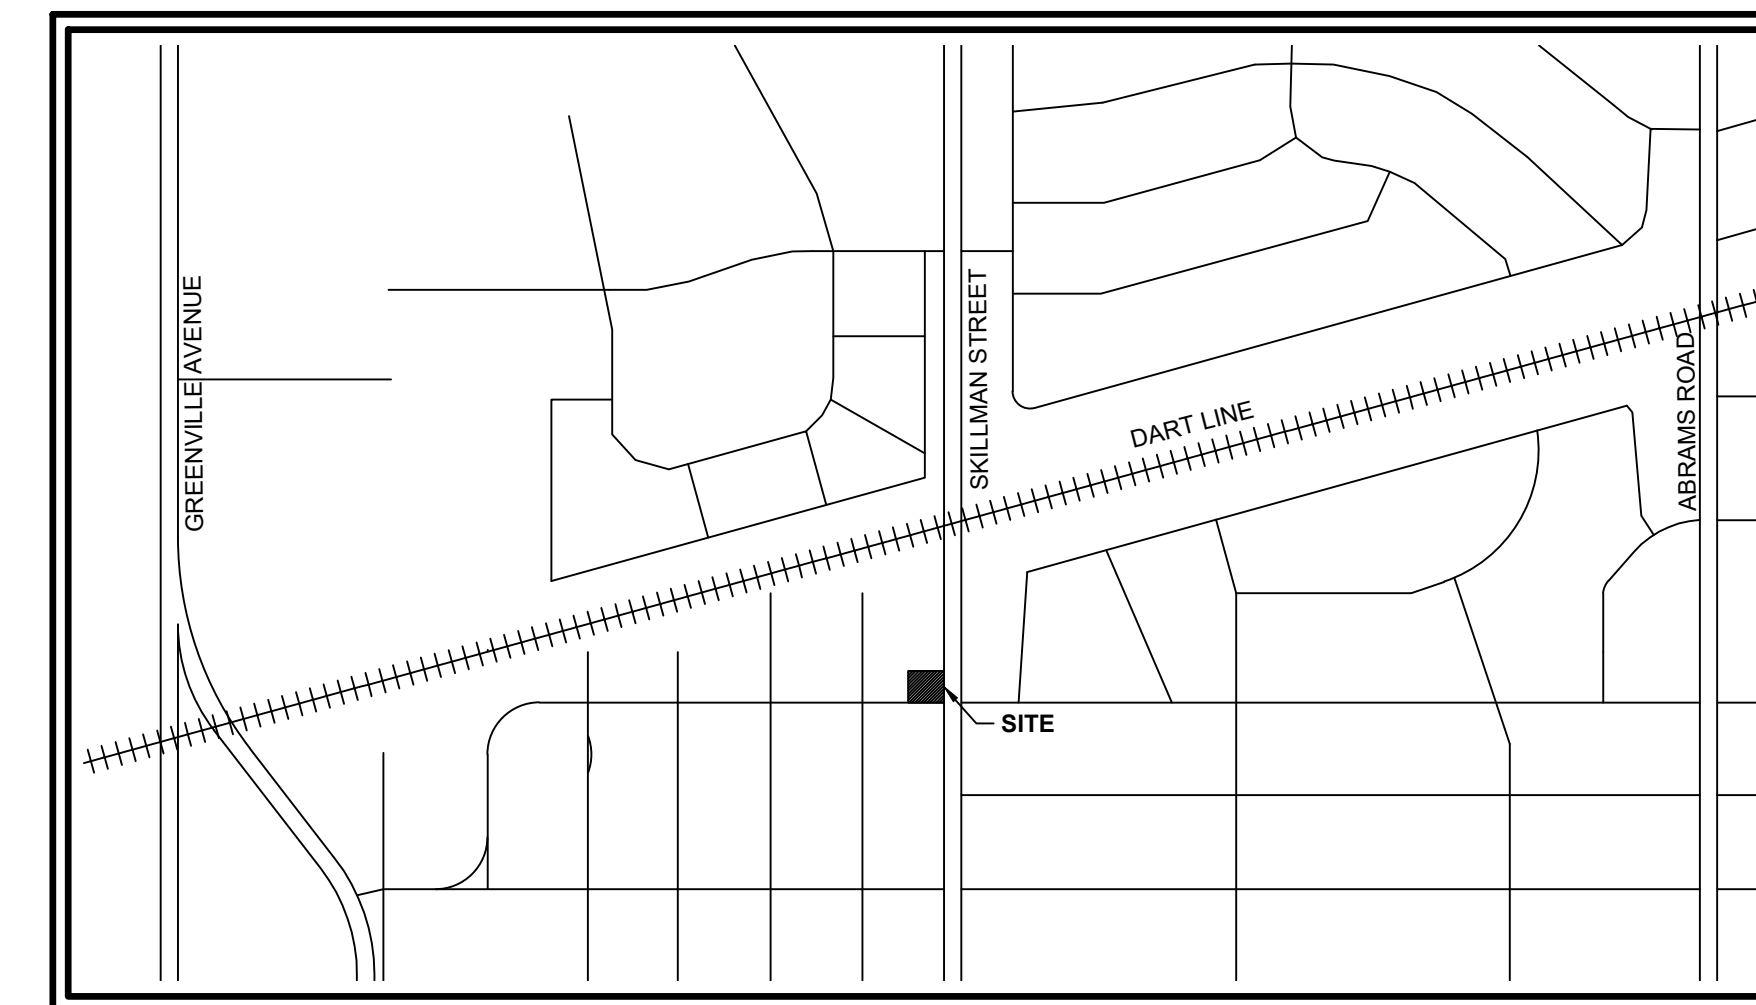 GREENVILLE AVENUE
SKILLMAN STREET
DART LINE
ABRAMS ROAD
SITE